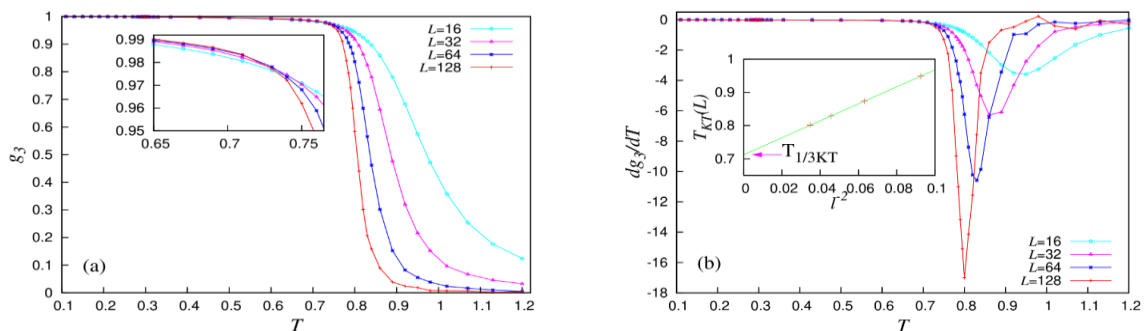 1
0.9
0.8
0.7
0.6
0.5
0.4
0.3
0.2
0.1
0
g3
0.99
0.98
0.97
0.96
0.95
0.65
0.7
0.75
L=16
L=32
L=64
L=128
(a)
0.1 0.2 0.3 0.4 0.5 0.6 0.7 0.8 0.9 1 1.1 1.2
T
0
-2
-4
-6
-8
-10
-12
-14
-16
-18
dg3/dT
1
0.9
0.8
0.7
TKT(L)
T1/3KT
0 0.02 0.04 0.06 0.08 0.1
l-2
L=16
L=32
L=64
L=128
(b)
0.1 0.2 0.3 0.4 0.5 0.6 0.7 0.8 0.9 1 1.1 1.2
T